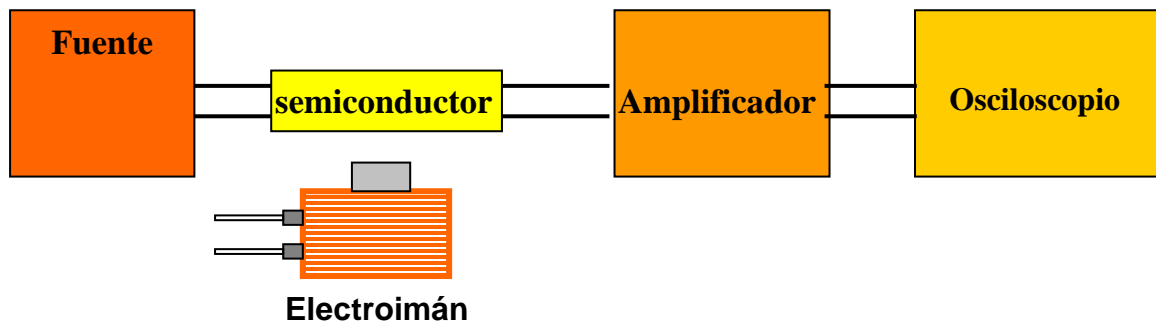 Fuente
semiconductor
Amplificador
Osciloscopio
Electroimán